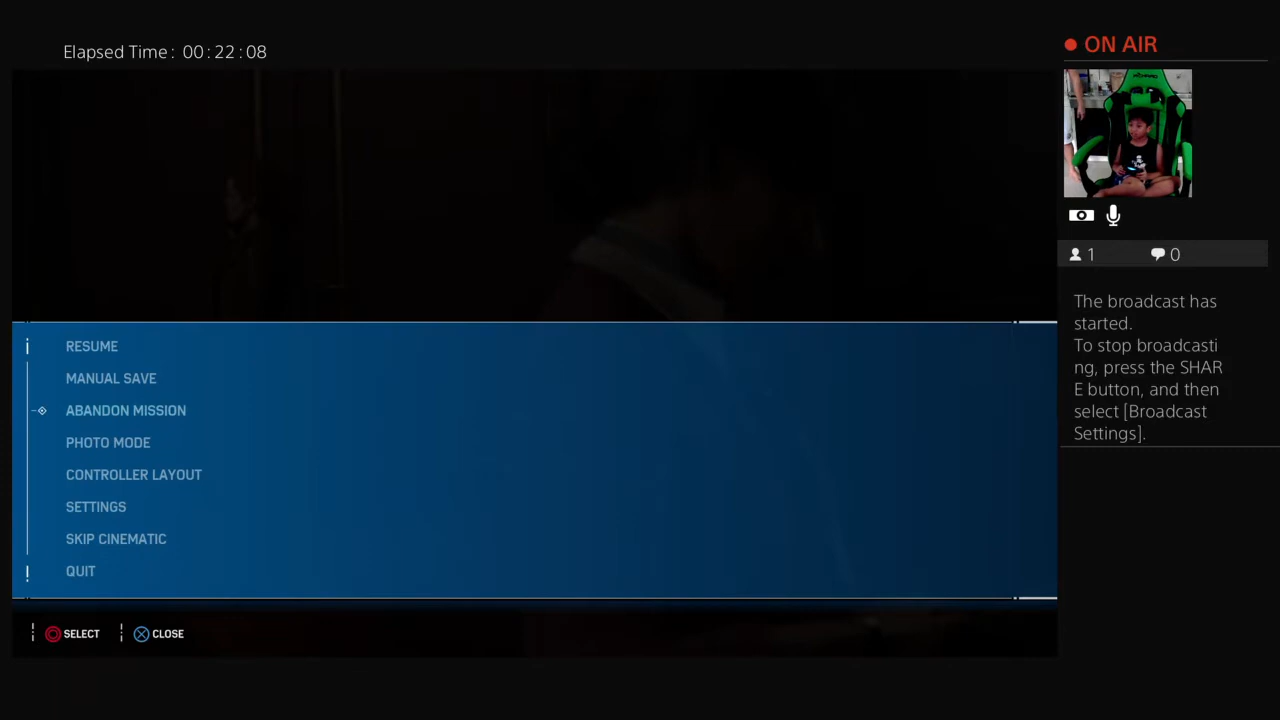 Elapsed Time: 00:22:08
ON AIR
1 0
The broadcast has
started.
To stop broadcasti
ng, press the SHAR
E button, and then
select [Broadcast
Settings].
RESUME
MANUAL SAVE
ABANDON MISSION
PHOTO MODE
CONTROLLER LAYOUT
SETTINGS
SKIP CINEMATIC
QUIT
SELECT CLOSE